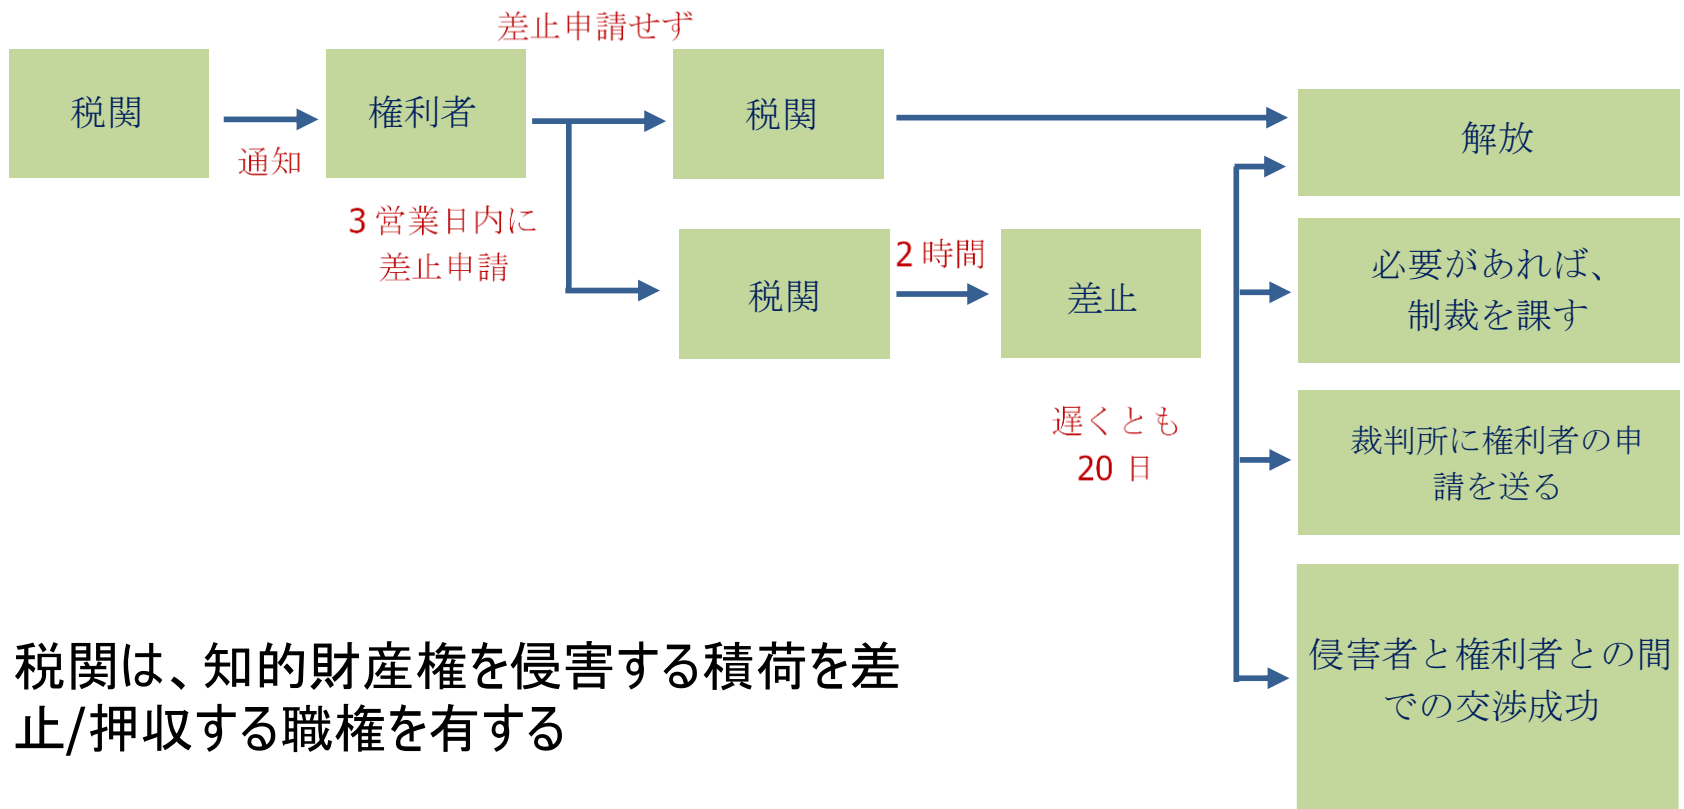 差止申請せず
税関
通知
権利者
税関
解放
3 営業日内に
差止申請
税関
2 時間
差止
必要があれば、
制裁を課す
遅くとも
20 日
裁判所に権利者の申
請を送る
侵害者と権利者との間
での交渉成功
税関は、知的財産権を侵害する積荷を差
止/押収する職権を有する